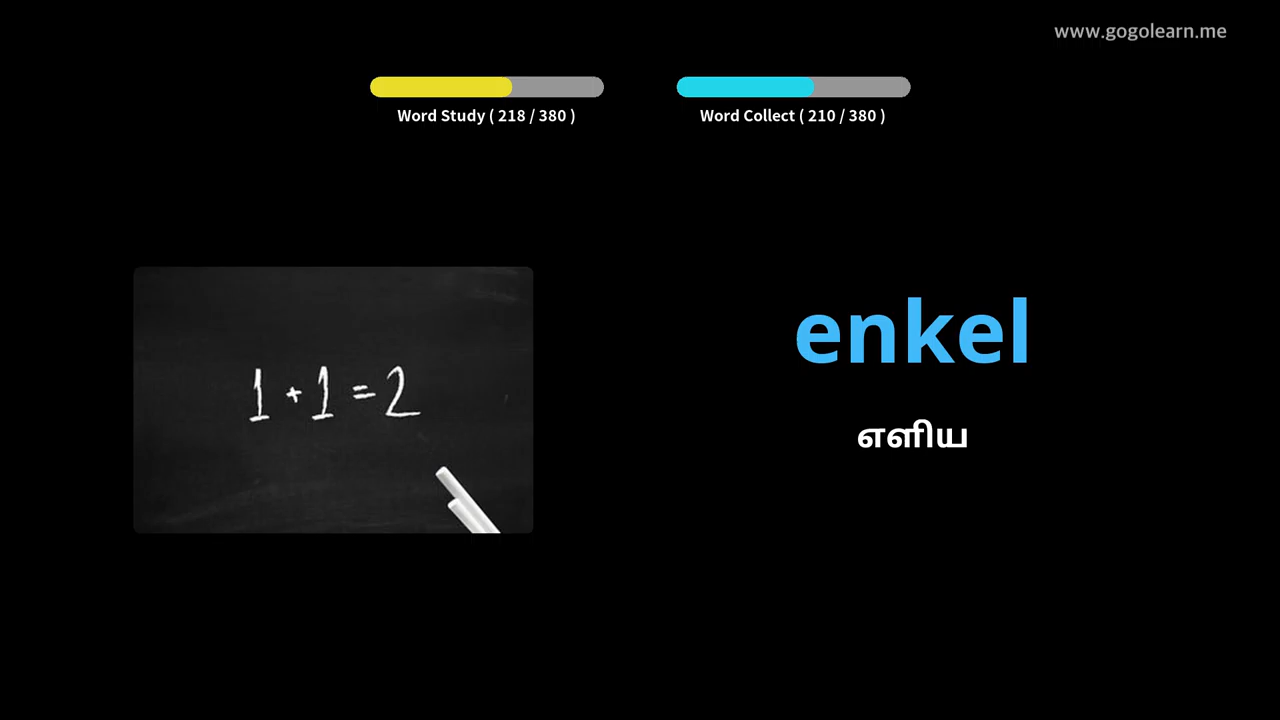 www.gogolearn.me
Word Study ( 218 / 380 )
Word Collect ( 210 / 380 )
1 + 1 = 2
enkel
எளிய